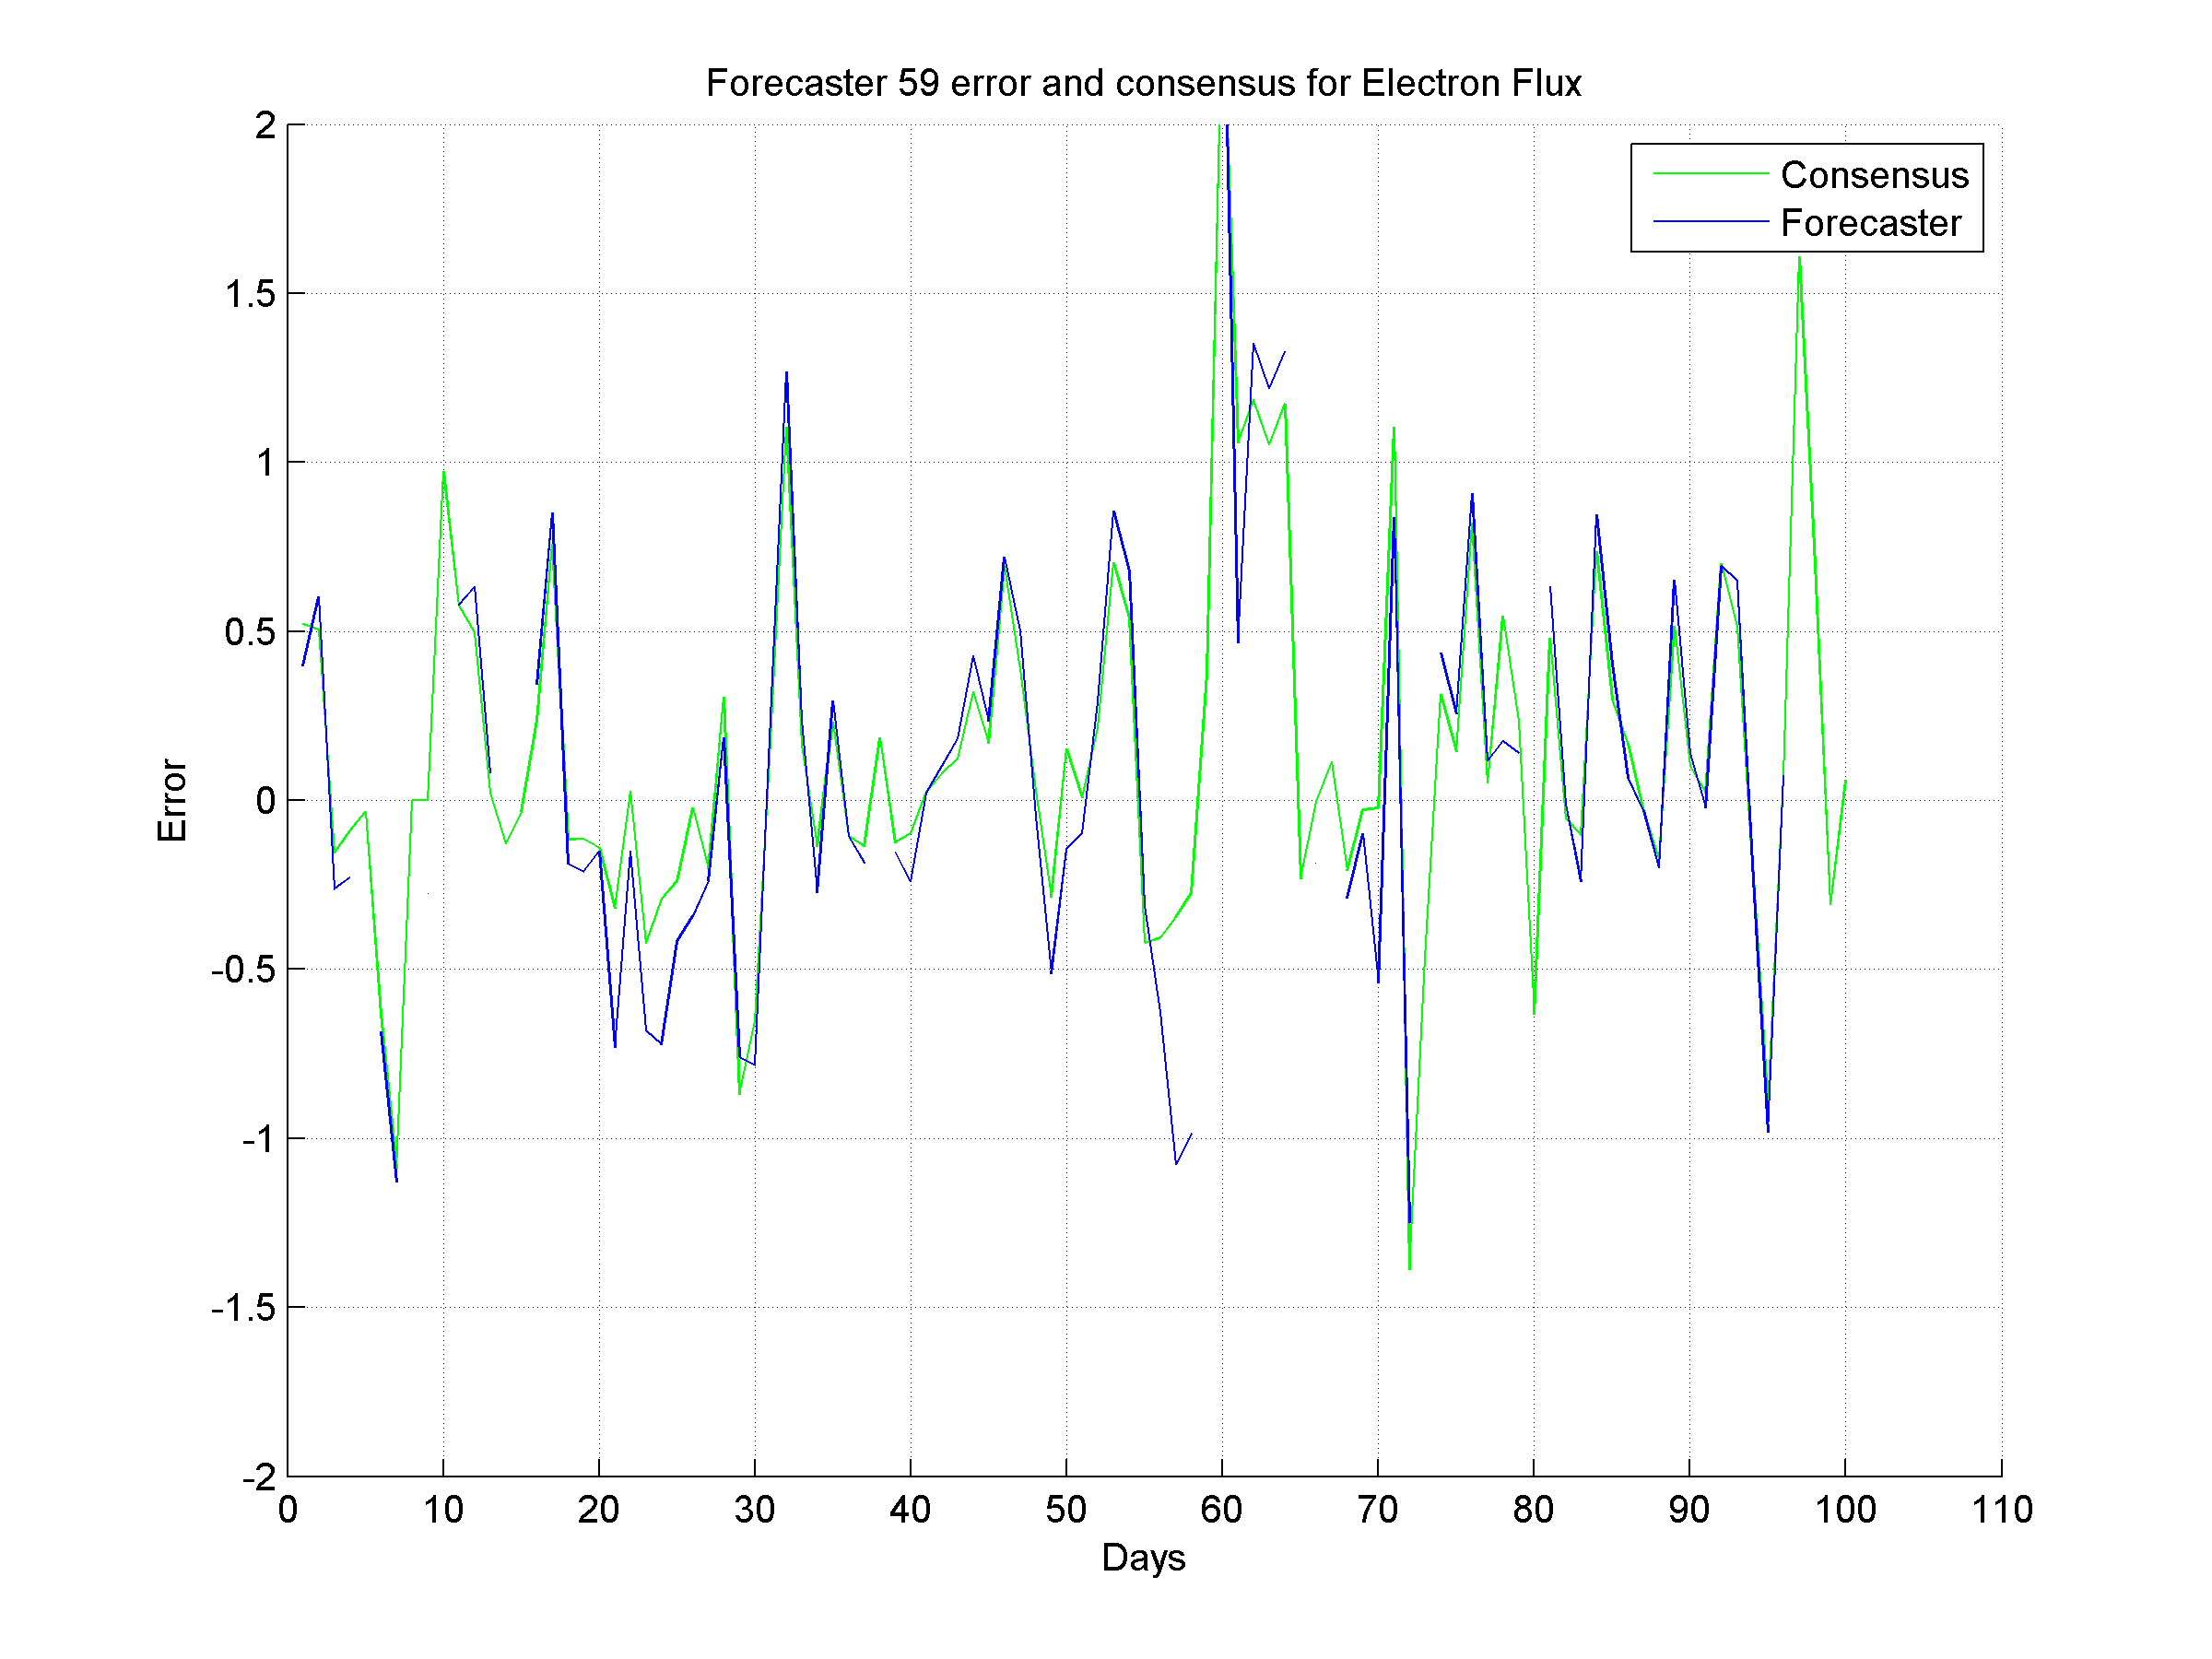 Forecaster 59 error and consensus for Electron Flux
2
1.5
1
0.5
0
-0.5
-1
-1.5
-2
Error
Consensus
Forecaster
0 10 20 30 40 50 60 70 80 90 100 110
Days